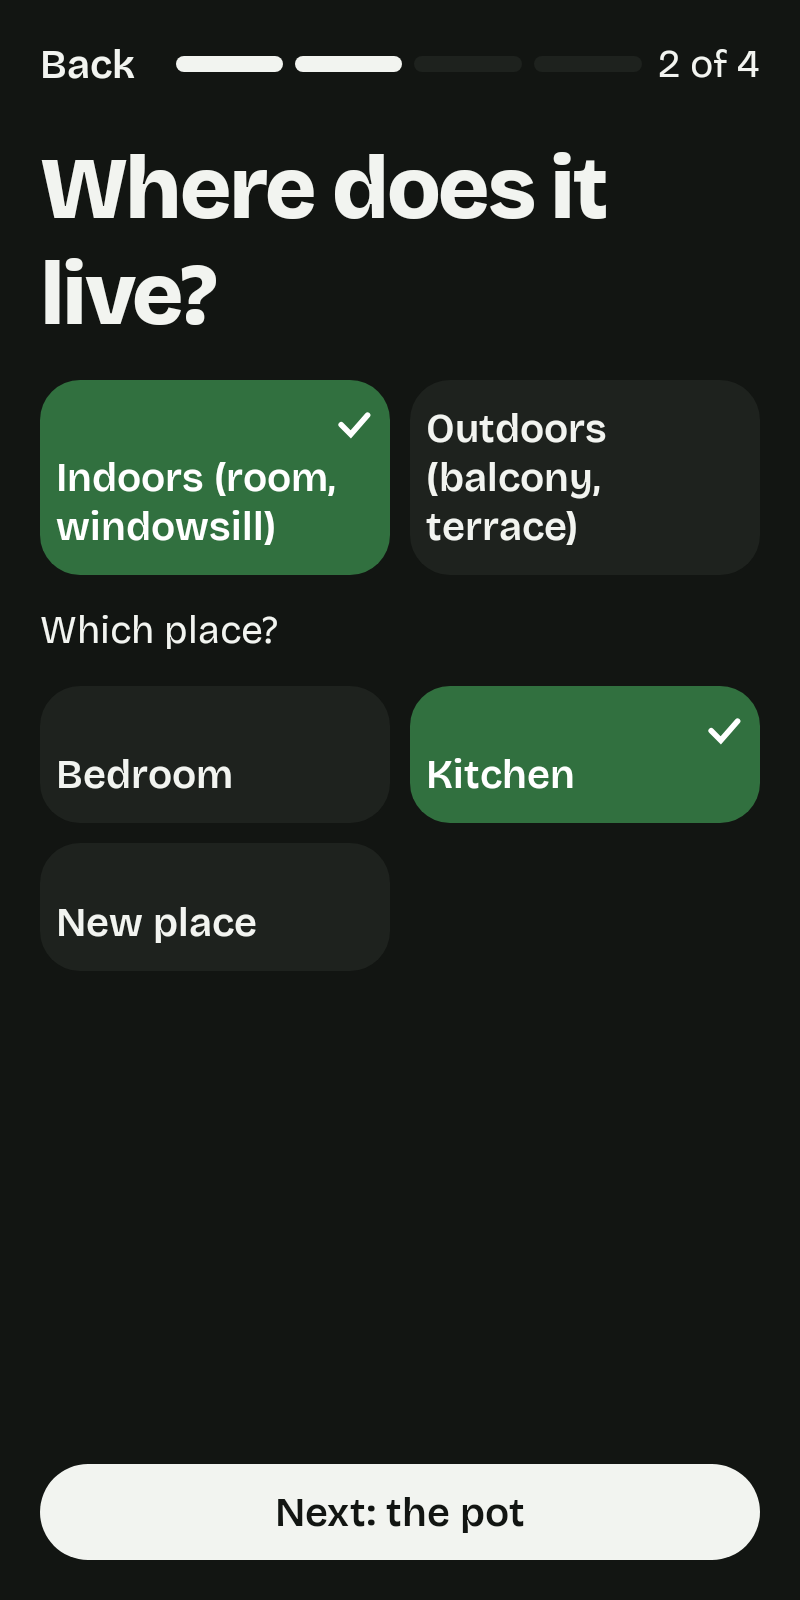 Back
2 of 4
Where does it
live?
Indoors (room,
windowsill)
Outdoors
(balcony,
terrace)
Which place?
Bedroom
Kitchen
New place
Next: the pot